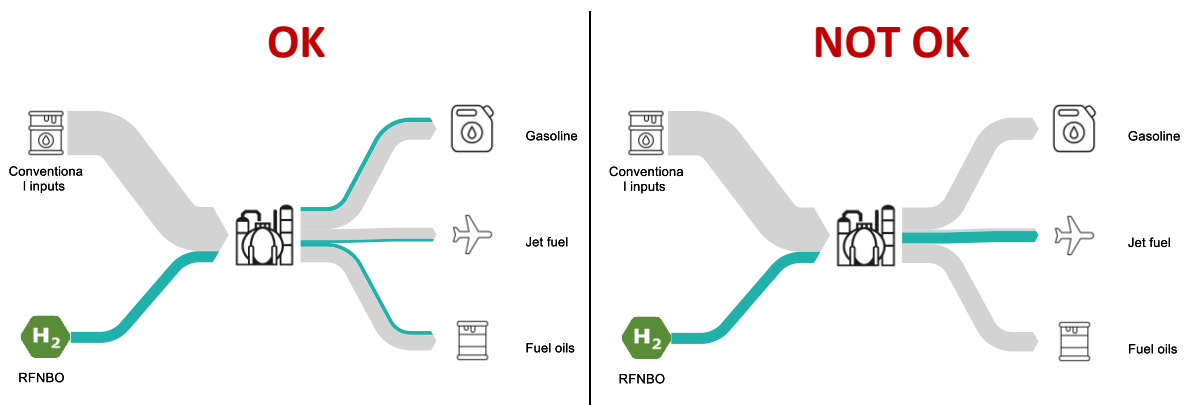 OK
Conventiona
l inputs
Gasoline
Jet fuel
Fuel oils
H2
RFNBO
NOT OK
Conventiona
l inputs
Gasoline
Jet fuel
Fuel oils
H2
RFNBO